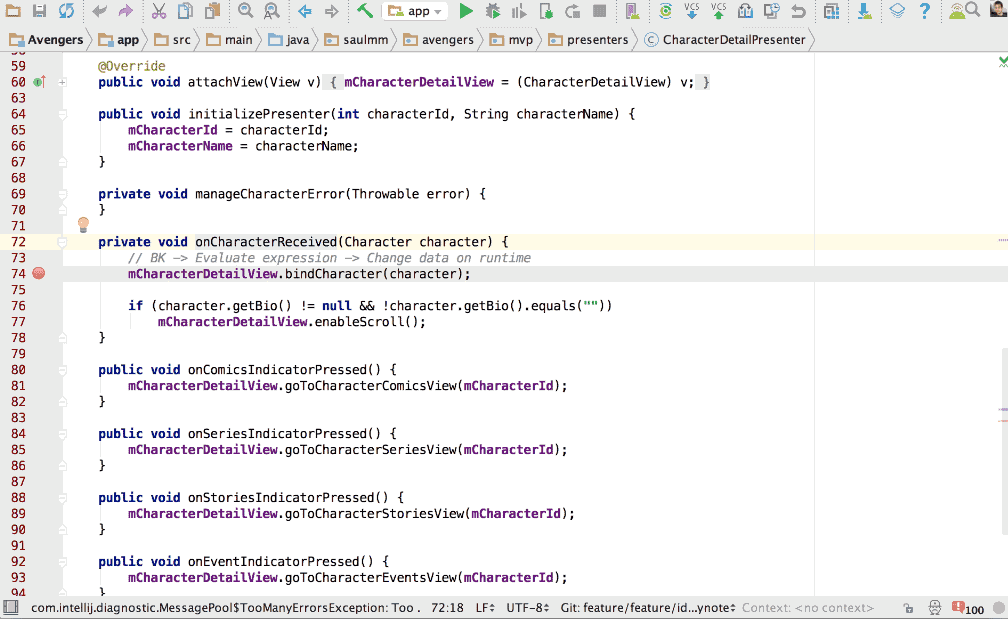 app
VCS VCS
Avengers app src main java saulmm avengers mvp presenters CharacterDetailPresenter
59 @Override
60 public void attachView(View v) { mCharacterDetailView = (CharacterDetailView) v; }
63
64 public void initializePresenter(int characterId, String characterName) {
65 mCharacterId = characterId;
66 mCharacterName = characterName;
67 }
68
69 private void manageCharacterError(Throwable error) {
70 }
71
72 private void onCharacterReceived(Character character) {
73 // BK –> Evaluate expression –> Change data on runtime
74 mCharacterDetailView.bindCharacter(character);
75
76 if (character.getBio() != null && !character.getBio().equals(""))
77 mCharacterDetailView.enableScroll();
78 }
79
80 public void onComicsIndicatorPressed() {
81 mCharacterDetailView.goToCharacterComicsView(mCharacterId);
82 }
83
84 public void onSeriesIndicatorPressed() {
85 mCharacterDetailView.goToCharacterSeriesView(mCharacterId);
86 }
87
88 public void onStoriesIndicatorPressed() {
89 mCharacterDetailView.goToCharacterStoriesView(mCharacterId);
90 }
91
92 public void onEventIndicatorPressed() {
93 mCharacterDetailView.goToCharacterEventsView(mCharacterId);
94 }
com.intellij.diagnostic.MessagePool$TooManyErrorsException: Too . 72:18 LF UTF-8 Git: feature/feature/id...ynote Context: <no context> 100